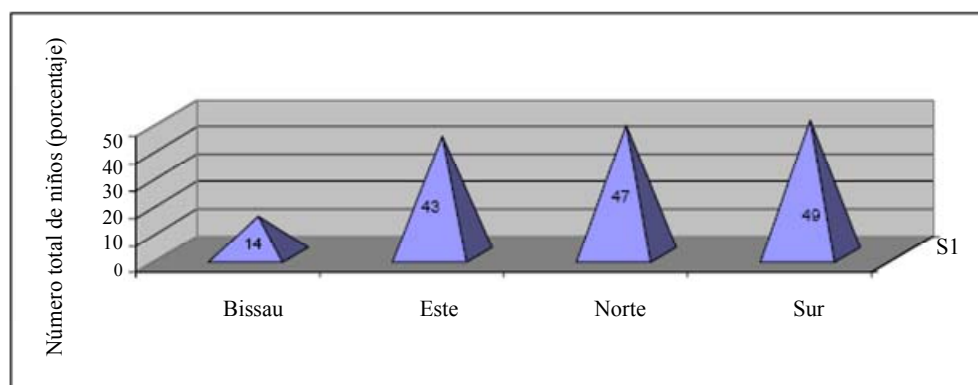 Número total de niños (porcentaje)
50
40
30
20
10
0
14
43
47
49
S1
Bissau
Este
Norte
Sur